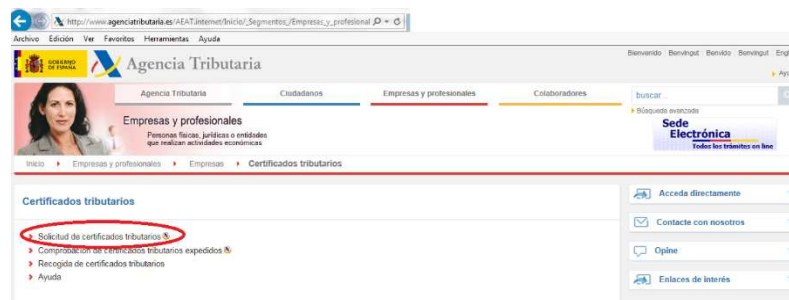 http://www.agenciatributaria.es/AEAT.internet/Inicio/_Segmentos_/Empresas_y_profesional
Archivo Edición Ver Favoritos Herramientas Ayuda
Bienvenido Benvingut Benvido Benvingut Engl
GOBIERNO DE ESPAÑA
Agencia Tributaria
Ayu
Agencia Tributaria Ciudadanos Empresas y profesionales Colaboradores
buscar...
Búsqueda avanzada
Empresas y profesionales
Personas físicas, jurídicas o entidades
que realizan actividades económicas
Sede
Electrónica
Todos los trámites on line
Inicio Empresas y profesionales Empresas Certificados tributarios
Certificados tributarios
Solicitud de certificados tributarios
Comprobación de certificados tributarios expedidos
Recogida de certificados tributarios
Ayuda
Acceda directamente
Contacte con nosotros
Opine
Enlaces de interés